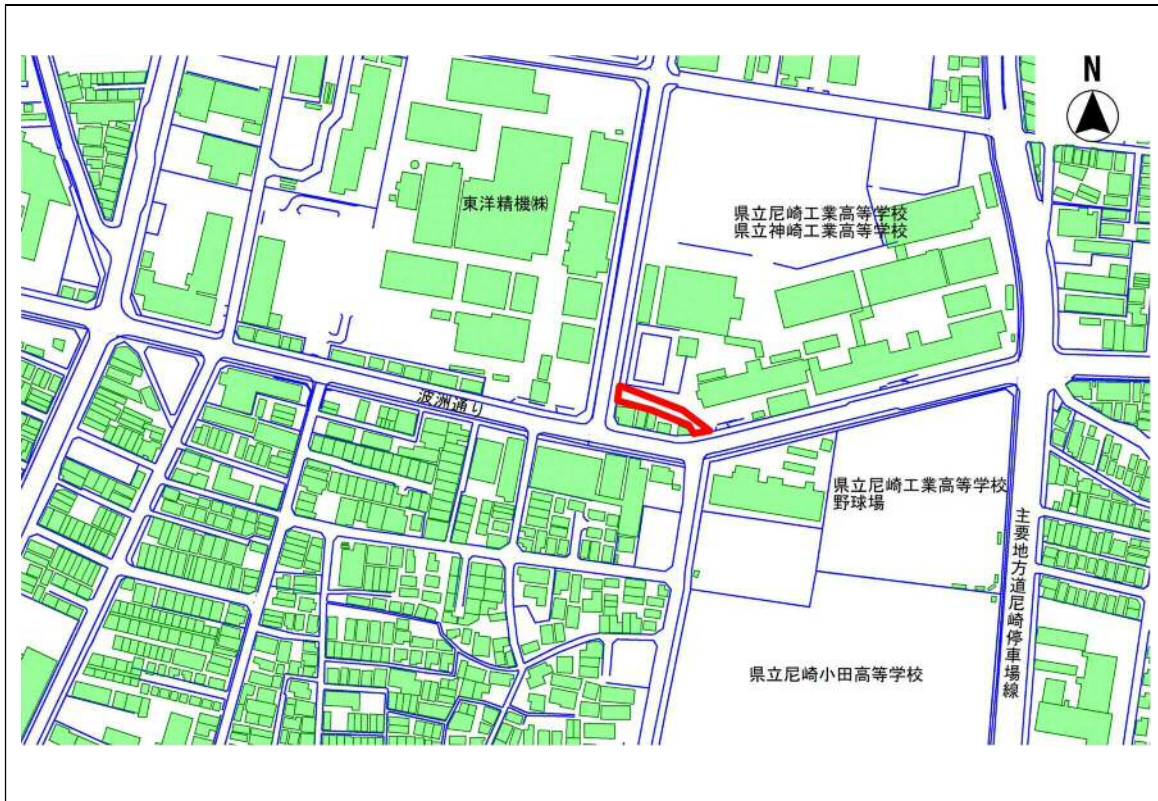 N
東洋精機㈱
県立尼崎工業高等学校
県立神崎工業高等学校
波洲通り
県立尼崎工業高等学校
野球場
主要地方道尼崎停車場線
県立尼崎小田高等学校